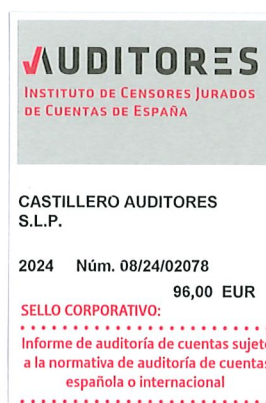 AUDITORES
INSTITUTO DE CENSORES JURADOS
DE CUENTAS DE ESPAÑA
CASTILLERO AUDITORES
S.L.P.
2024 Núm. 08/24/02078
96,00 EUR
SELLO CORPORATIVO:
Informe de auditoría de cuentas sujeto
a la normativa de auditoría de cuentas
española o internacional